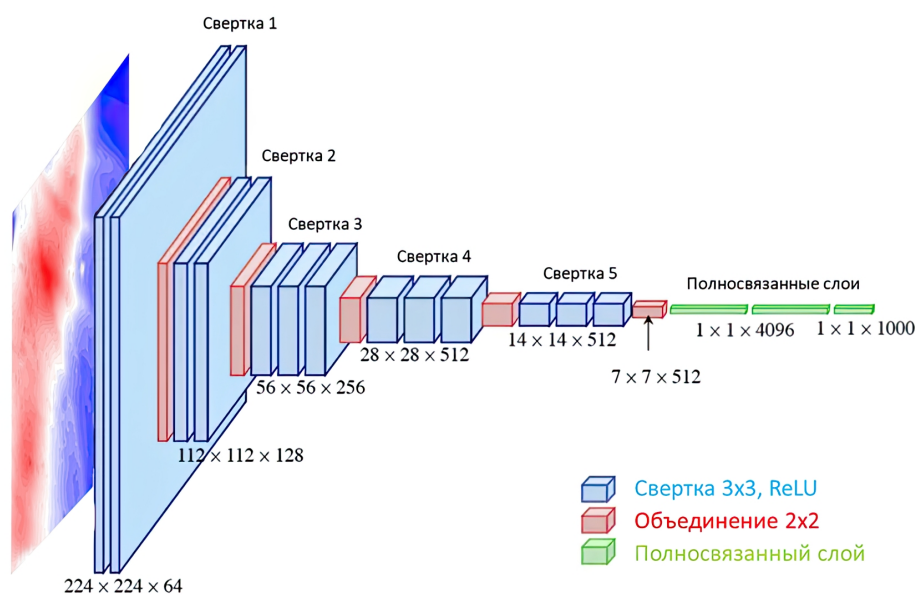 Свертка 1
Свертка 2
Свертка 3
Свертка 4
Свертка 5
Полносвязанные слои
1 × 1 × 4096
1 × 1 × 1000
14 × 14 × 512
28 × 28 × 512
7 × 7 × 512
56 × 56 × 256
112 × 112 × 128
224 × 224 × 64
Свертка 3x3, ReLU
Объединение 2x2
Полносвязанный слой